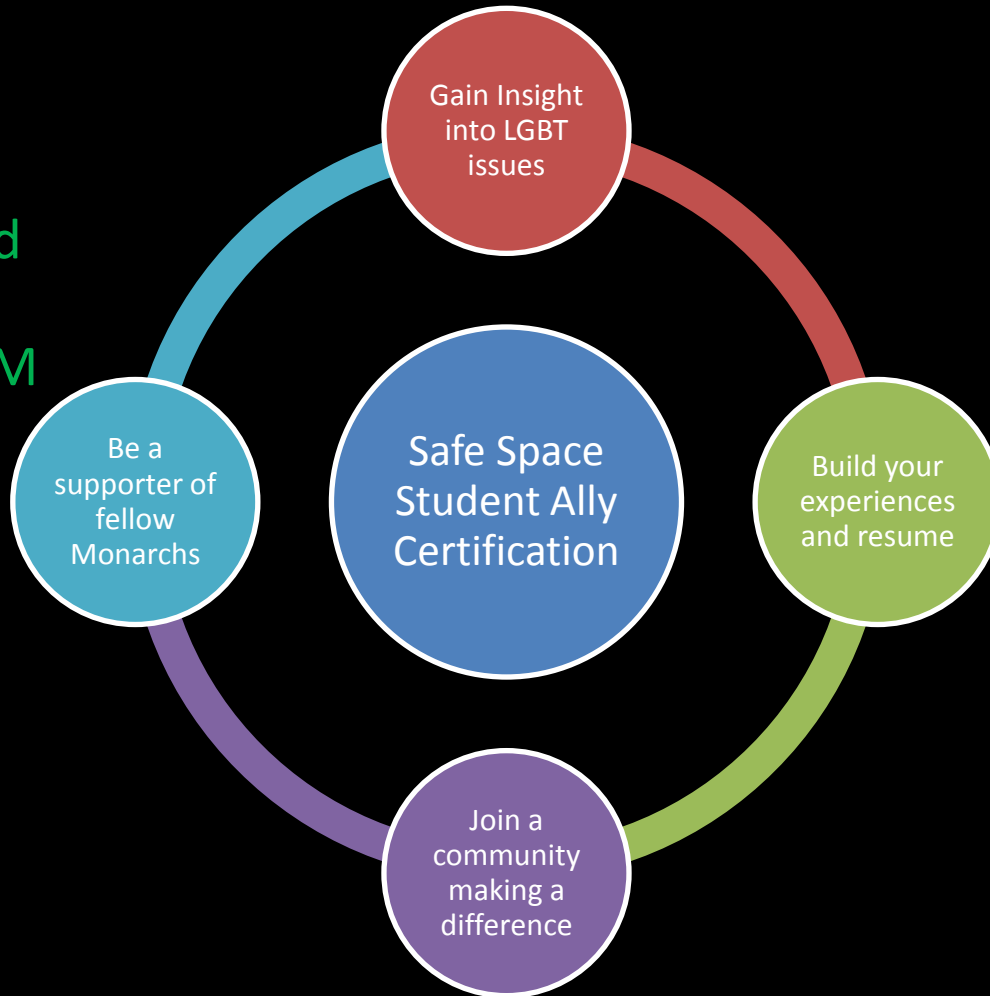 Gain Insight
into LGBT
issues
d
M
Be a
supporter of
fellow
Monarchs
Safe Space
Student Ally
Certification
Build your
experiences
and resume
Join a
community
making a
difference